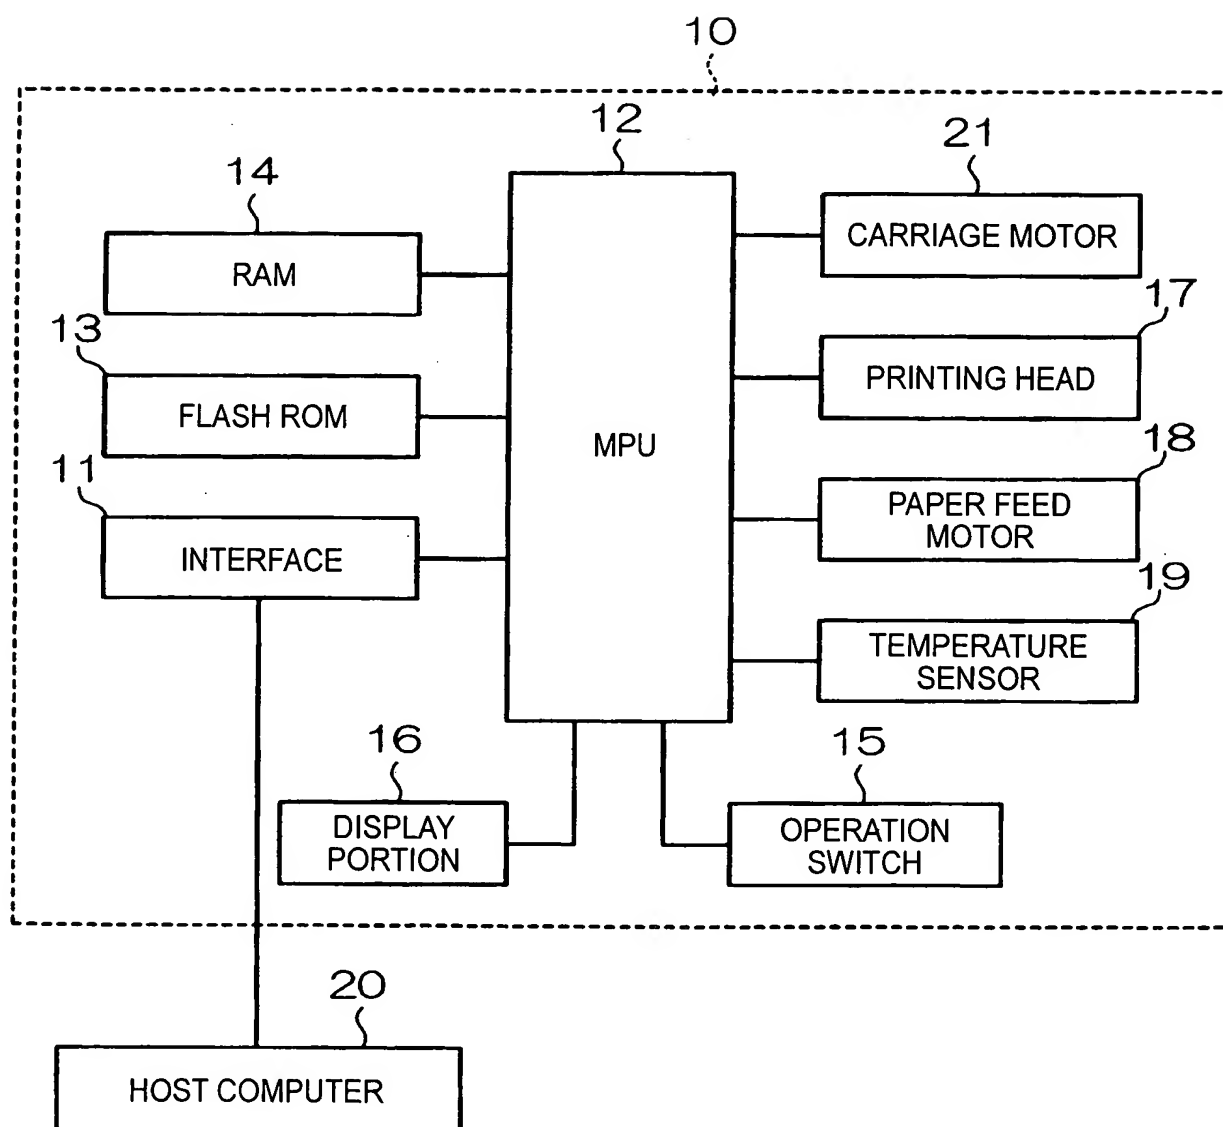 10
12
21
14
CARRIAGE MOTOR
RAM
17
13
PRINTING HEAD
FLASH ROM
MPU
18
11
PAPER FEED
MOTOR
INTERFACE
19
TEMPERATURE
SENSOR
16
15
DISPLAY
PORTION
OPERATION
SWITCH
20
HOST COMPUTER